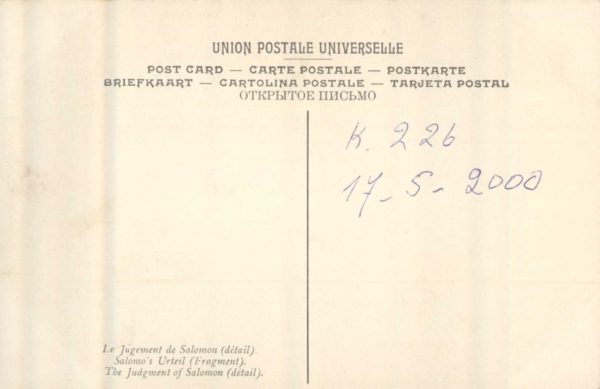 UNION POSTALE UNIVERSELLE
POST CARD — CARTE POSTALE — POSTKARTE
BRIEFKAART — CARTOLINA POSTALE — TARJETA POSTAL
ОТКРЫТОЕ ПИСЬМО
K. 226
17-5-2000
Le Jugement de Salomon (détail).
Salomo's Urteil (Fragment).
The Judgment of Salomon (détail).